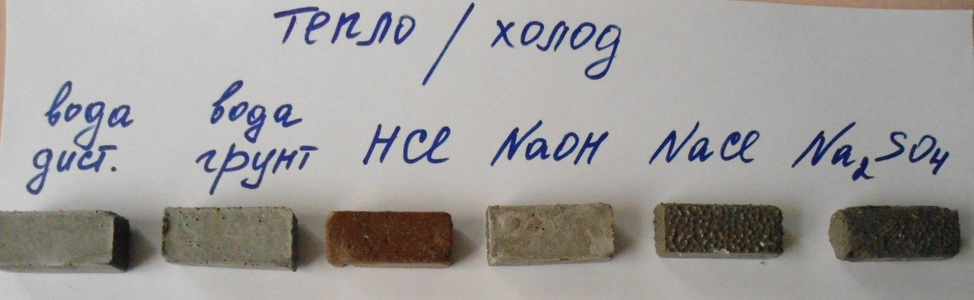 Тепло / холод
вода дист.
вода грунт
HCl
NaOH
NaCl
Na₂SO₄